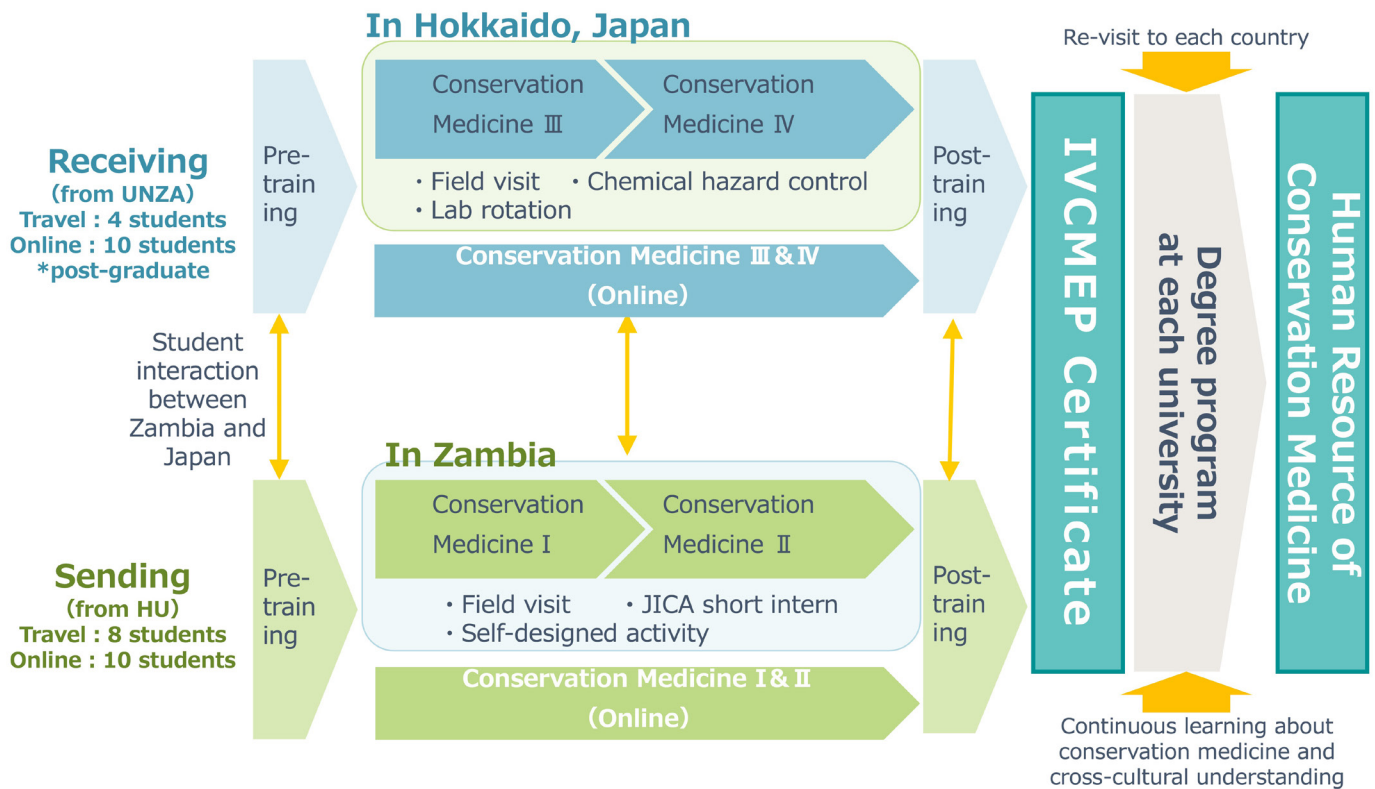 In Hokkaido, Japan
Re-visit to each country
Receiving
(from UNZA)
Travel : 4 students
Online : 10 students
*post-graduate
Pre-
train
ing
Conservation
Medicine Ⅲ
Conservation
Medicine Ⅳ
・Field visit ・Chemical hazard control
・Lab rotation
Conservation Medicine Ⅲ&Ⅳ
(Online)
Post-
train
ing
Student
interaction
between
Zambia and
Japan
In Zambia
Sending
(from HU)
Travel : 8 students
Online : 10 students
Pre-
train
ing
Conservation
Medicine Ⅰ
Conservation
Medicine Ⅱ
・Field visit ・JICA short intern
・Self-designed activity
Conservation Medicine Ⅰ&Ⅱ
(Online)
Post-
train
ing
IVCMEP Certificate
Degree program
at each university
Human Resource of
Conservation Medicine
Continuous learning about
conservation medicine and
cross-cultural understanding